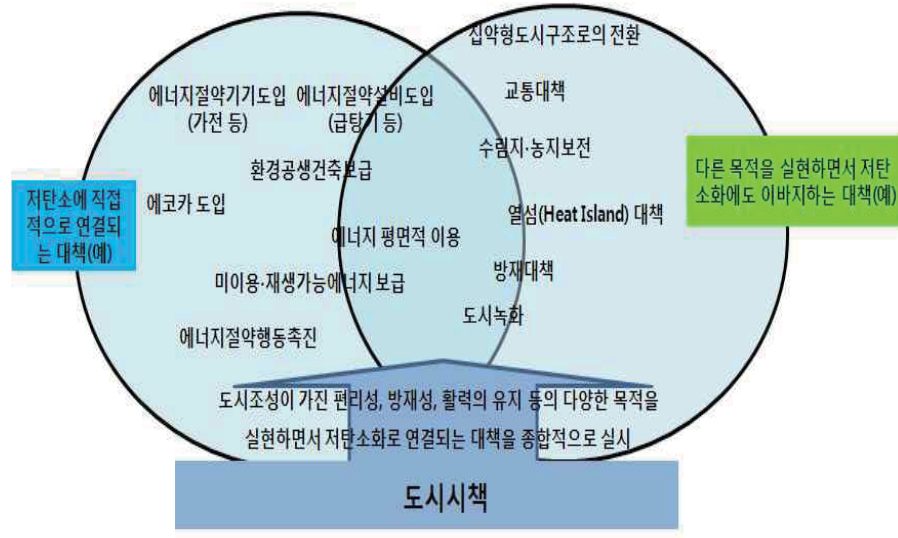 집약형도시구조로의 전환
에너지절약기기도입
(가전 등)
에너지절약설비도입
(급탕기 등)
교통대책
수림지·농지보전
환경공생건축보급
다른 목적을 실현하면서 저탄
소화에도 이바지하는 대책(예)
저탄소에 직접
적으로 연결되
는 대책(예)
에코카 도입
열섬(Heat Island) 대책
에너지 평면적 이용
방재대책
미이용·재생가능에너지 보급
도시녹화
에너지절약행동촉진
도시조성이 가진 편리성, 방재성, 활력의 유지 등의 다양한 목적을
실현하면서 저탄소화로 연결되는 대책을 종합적으로 실시
도시시책